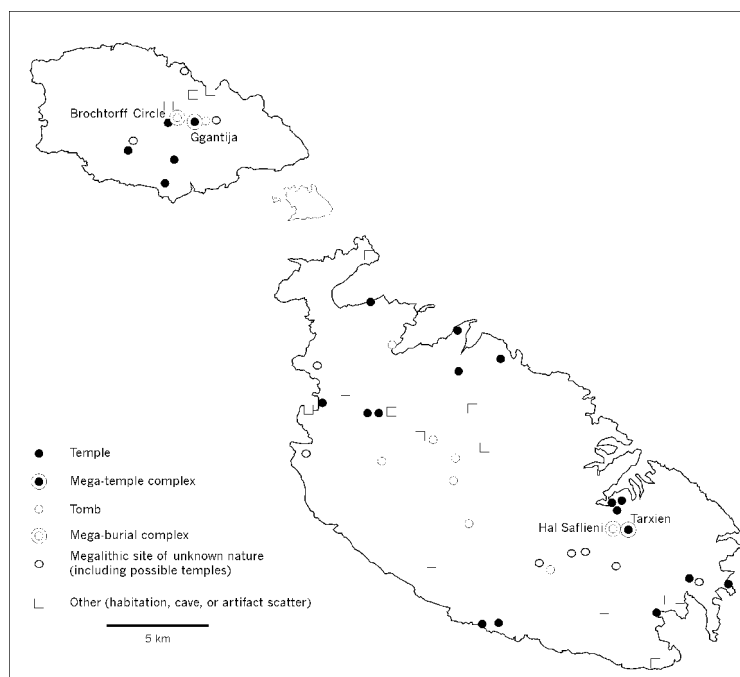 Brochtorff Circle
Ggantija
Temple
Mega-temple complex
Tomb
Mega-burial complex
Megalithic site of unknown nature
(including possible temples)
Other (habitation, cave, or artifact scatter)
5 km
Hal Saflieni
Tarxien